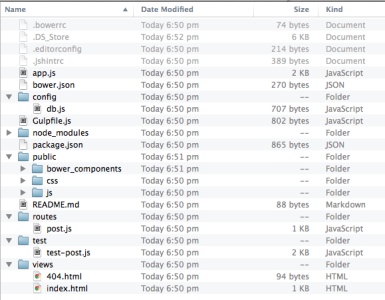 Name Date Modified Size Kind
.bowerrc Today 6:50 pm 74 bytes Document
.DS_Store Today 6:52 pm 6 KB Document
.editorconfig Today 6:50 pm 214 bytes Document
.jshintrc Today 6:50 pm 389 bytes Document
app.js Today 6:50 pm 2 KB JavaScript
bower.json Today 6:50 pm 270 bytes JSON
config Today 6:50 pm -- Folder
db.js Today 6:50 pm 707 bytes JavaScript
Gulpfile.js Today 6:50 pm 802 bytes JavaScript
node_modules Today 6:50 pm -- Folder
package.json Today 6:50 pm 865 bytes JSON
public Today 6:51 pm -- Folder
bower_components Today 6:51 pm -- Folder
css Today 6:50 pm -- Folder
js Today 6:50 pm -- Folder
README.md Today 6:50 pm 88 bytes Markdown
routes Today 6:50 pm -- Folder
post.js Today 6:50 pm 1 KB JavaScript
test Today 6:50 pm -- Folder
test-post.js Today 6:50 pm 2 KB JavaScript
views Today 6:50 pm -- Folder
404.html Today 6:50 pm 94 bytes HTML
index.html Today 6:50 pm 1 KB HTML